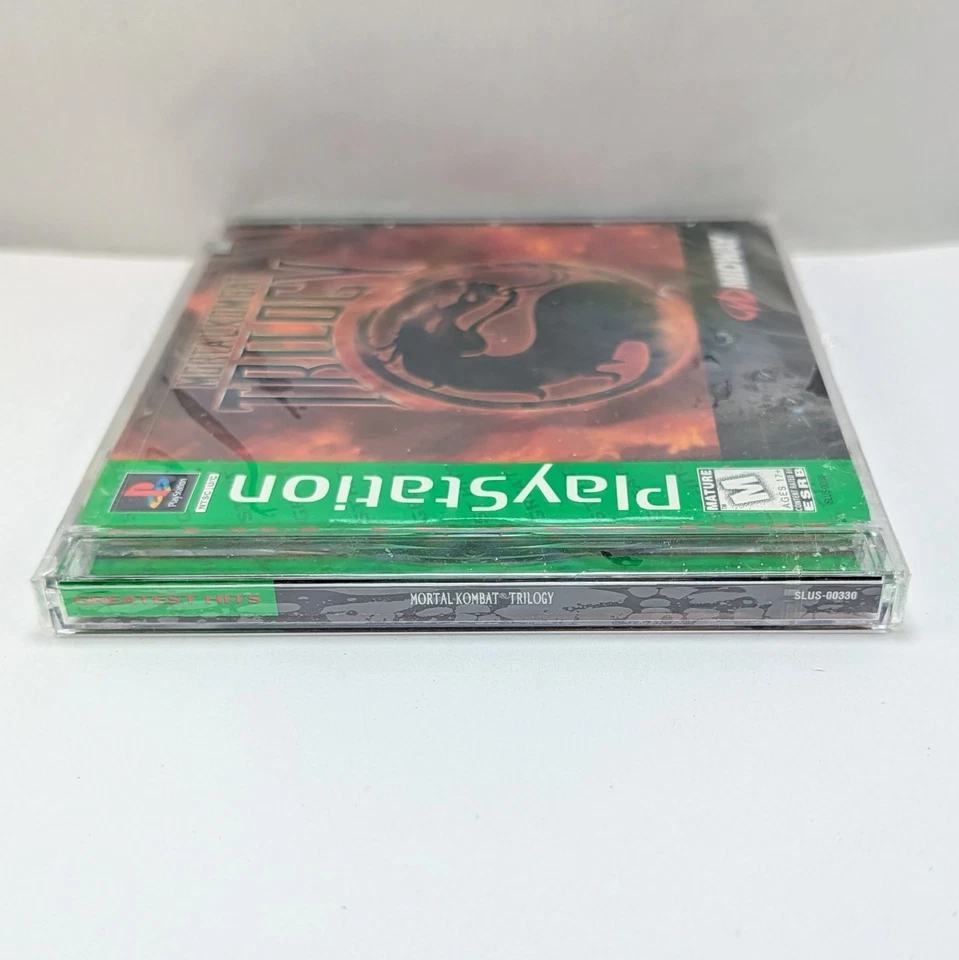 MORTAL KOMBAT
TRILOGY
MIDWAY
PlayStation
PlayStation
NTSC U/C
MATURE
M
AGES 17+
ESRB
GREATEST HITS
MORTAL KOMBAT® TRILOGY
SLUS-00330